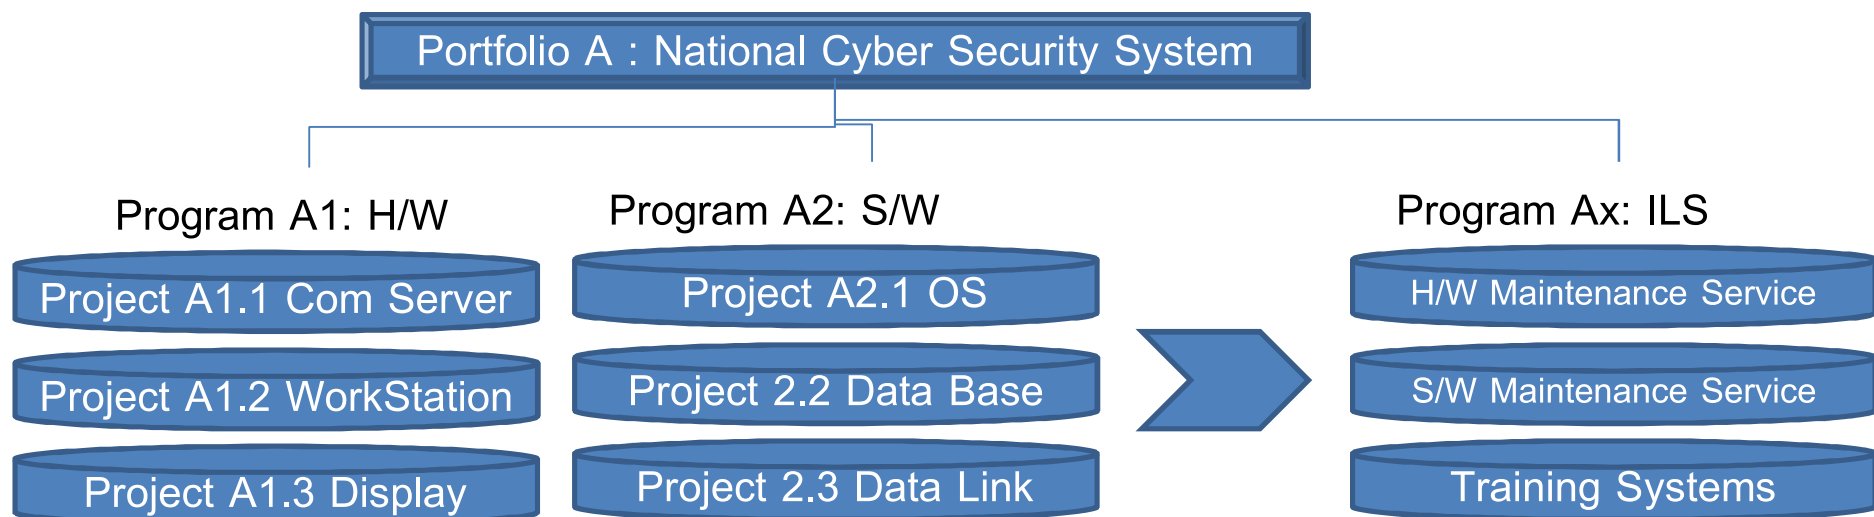 Portfolio A : National Cyber Security System
Program A1: H/W
Project A1.1 Com Server
Project A1.2 WorkStation
Project A1.3 Display
Program A2: S/W
Project A2.1 OS
Project 2.2 Data Base
Project 2.3 Data Link
Program Ax: ILS
H/W Maintenance Service
S/W Maintenance Service
Training Systems